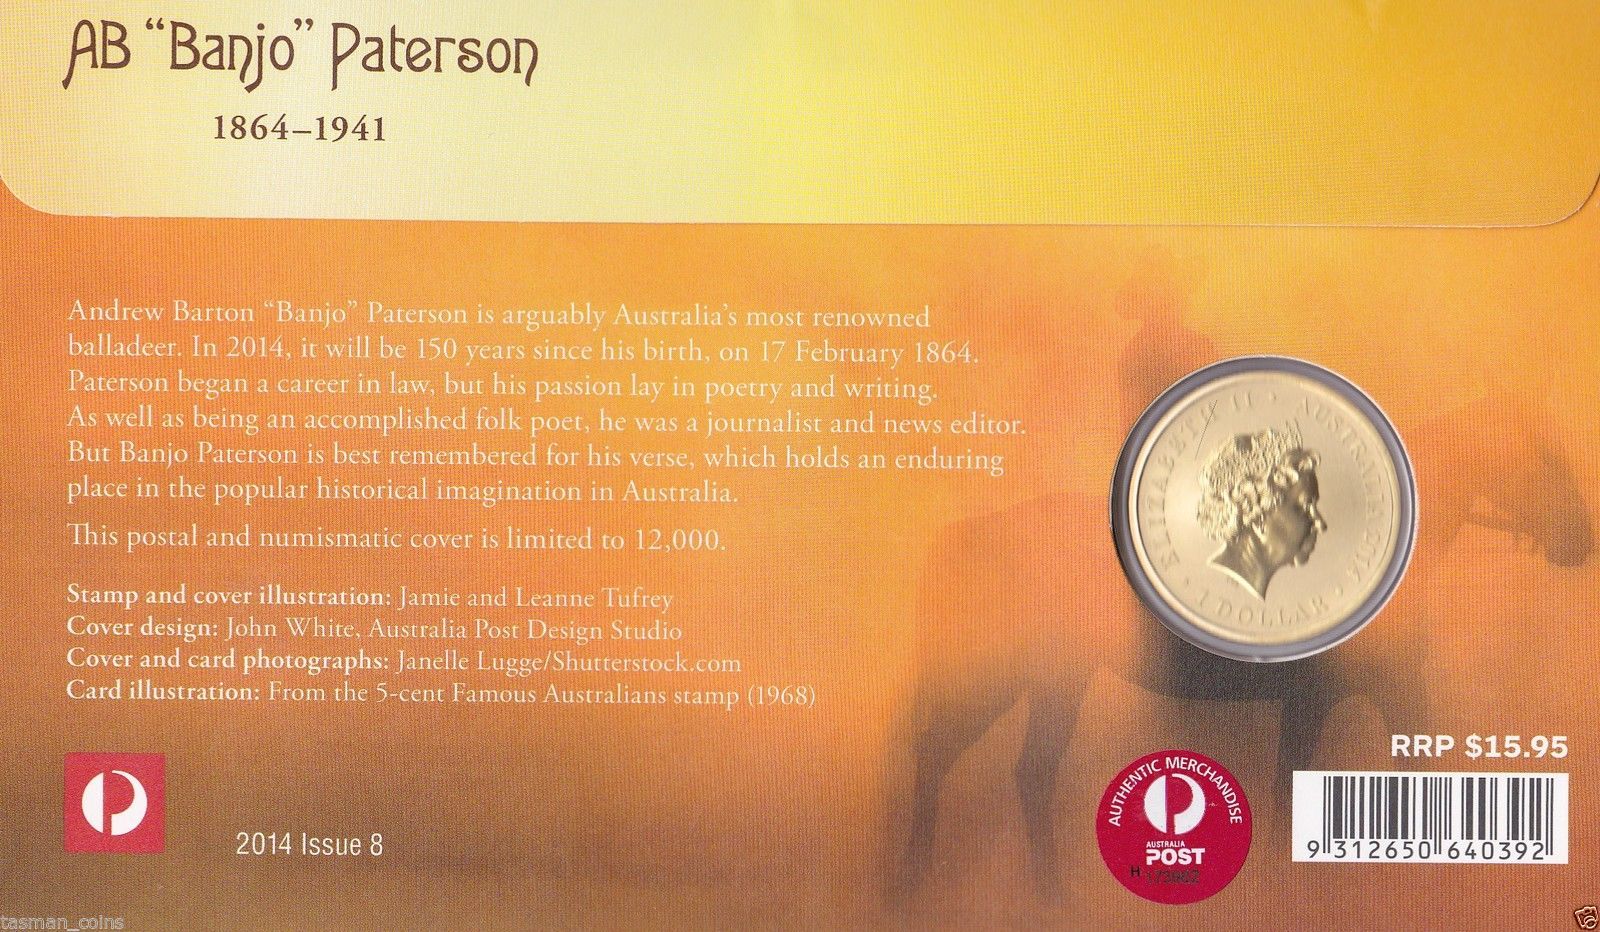 AB “Banjo” Paterson
1864–1941
Andrew Barton “Banjo” Paterson is arguably Australia’s most renowned
balladeer. In 2014, it will be 150 years since his birth, on 17 February 1864.
Paterson began a career in law, but his passion lay in poetry and writing.
As well as being an accomplished folk poet, he was a journalist and news editor.
But Banjo Paterson is best remembered for his verse, which holds an enduring
place in the popular historical imagination in Australia.
This postal and numismatic cover is limited to 12,000.
Stamp and cover illustration: Jamie and Leanne Tufrey
Cover design: John White, Australia Post Design Studio
Cover and card photographs: Janelle Lugge/Shutterstock.com
Card illustration: From the 5-cent Famous Australians stamp (1968)
ELIZABETH II · AUSTRALIA 2014 ·
1 DOLLAR
2014 Issue 8
AUTHENTIC MERCHANDISE
AUSTRALIA
POST
H
RRP $15.95
9 312650 640392
tasman_coins